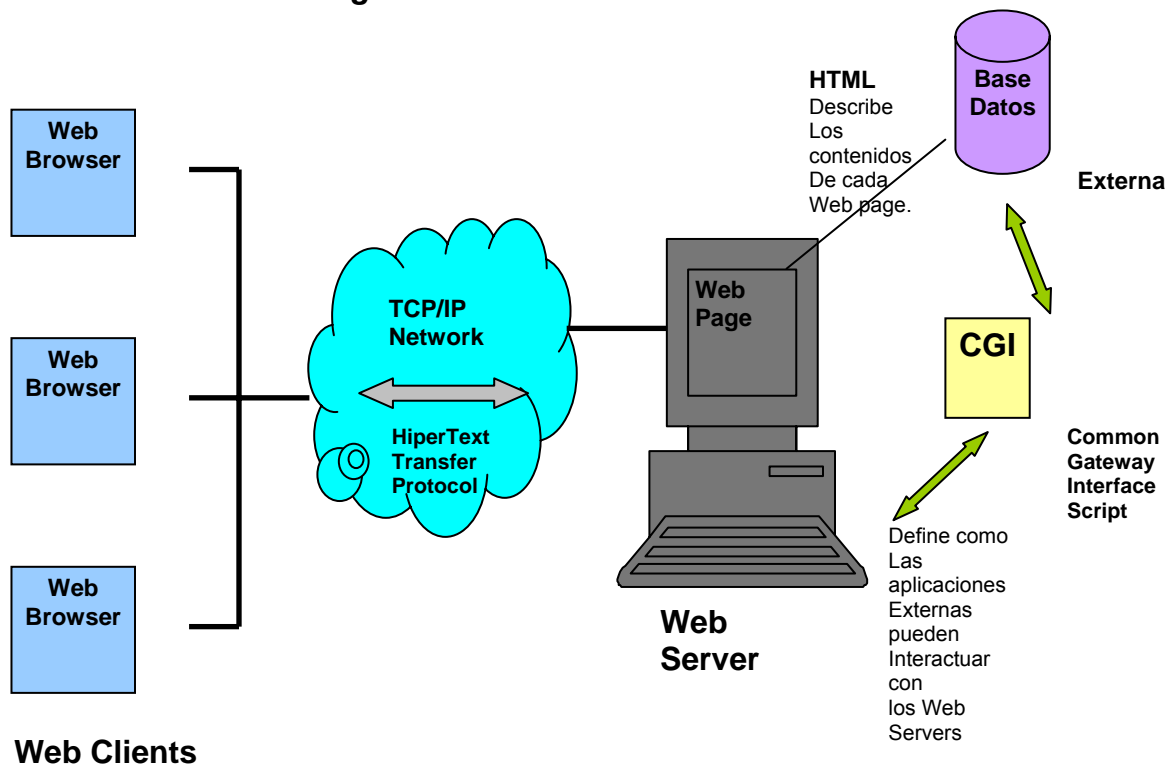 Web
Browser
Web
Browser
Web
Browser
Web Clients
TCP/IP
Network
HiperText
Transfer
Protocol
Web
Page
Web
Server
HTML
Describe
Los
contenidos
De cada
Web page.
Base
Datos
Externa
CGI
Common
Gateway
Interface
Script
Define como
Las
aplicaciones
Externas
pueden
Interactuar
con
los Web
Servers